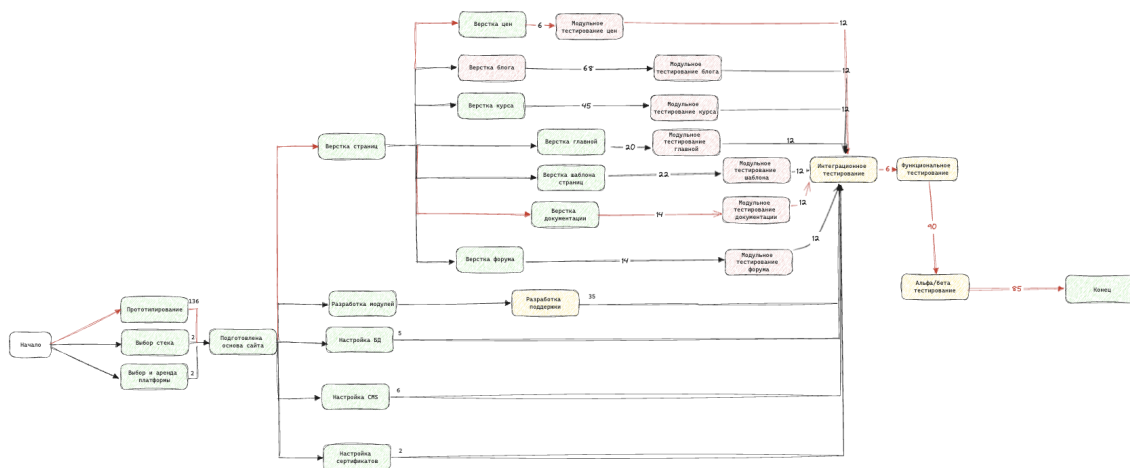 Верстка цен
6
Модульное
тестирование цен
12
Верстка блога
68
Модульное
тестирование блога
12
Верстка курса
45
Модульное
тестирование курса
12
Верстка страниц
Верстка главной
20
Модульное
тестирование
главной
12
Верстка шаблона
страниц
22
Модульное
тестирование
шаблона
12
Интеграционное
тестирование
6
Функциональное
тестирование
Верстка
документации
14
Модульное
тестирование
документации
12
90
Верстка форума
14
Модульное
тестирование
форума
12
Альфа/бета
тестирование
85
Конец
Разработка модулей
Разработка
поддержки
35
Начало
Прототипирование
136
Выбор стека
2
Выбор и аренда
платформы
2
Подготовлена
основа сайта
Настройка БД
5
Настройка CMS
6
Настройка
сертификатов
2